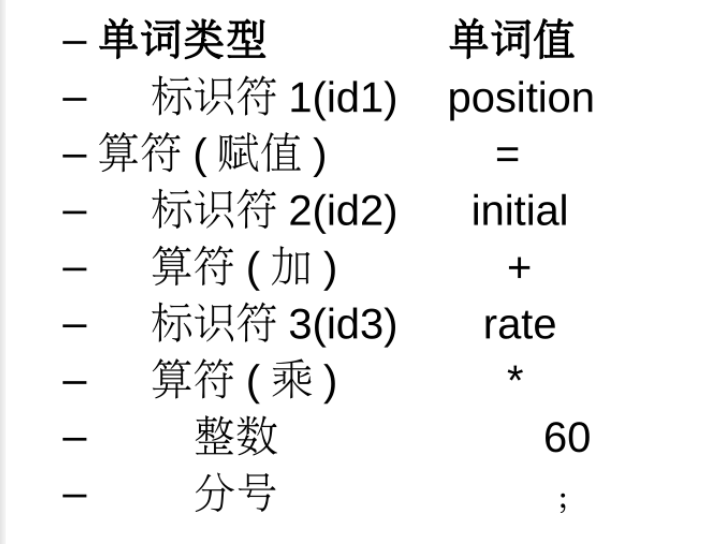 – 单词类型 单词值
– 标识符 1(id1) position
– 算符 ( 赋值 ) =
– 标识符 2(id2) initial
– 算符 ( 加 ) +
– 标识符 3(id3) rate
– 算符 ( 乘 ) *
– 整数 60
– 分号 ;